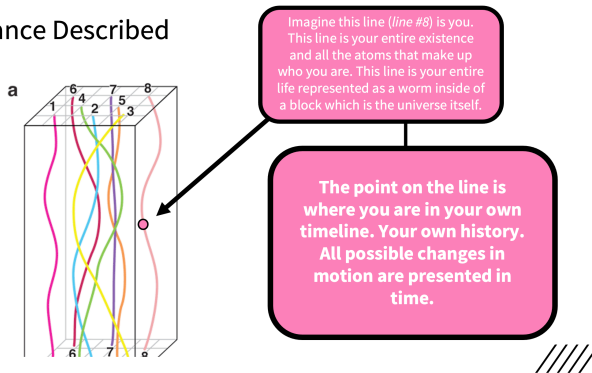 ance Described
Imagine this line (line #8) is you.
This line is your entire existence
and all the atoms that make up
who you are. This line is your entire
life represented as a worm inside of
a block which is the universe itself.
a
6 7 8
4 5
1 2 3
The point on the line is
where you are in your own
timeline. Your own history.
All possible changes in
motion are presented in
time.
6 7 8